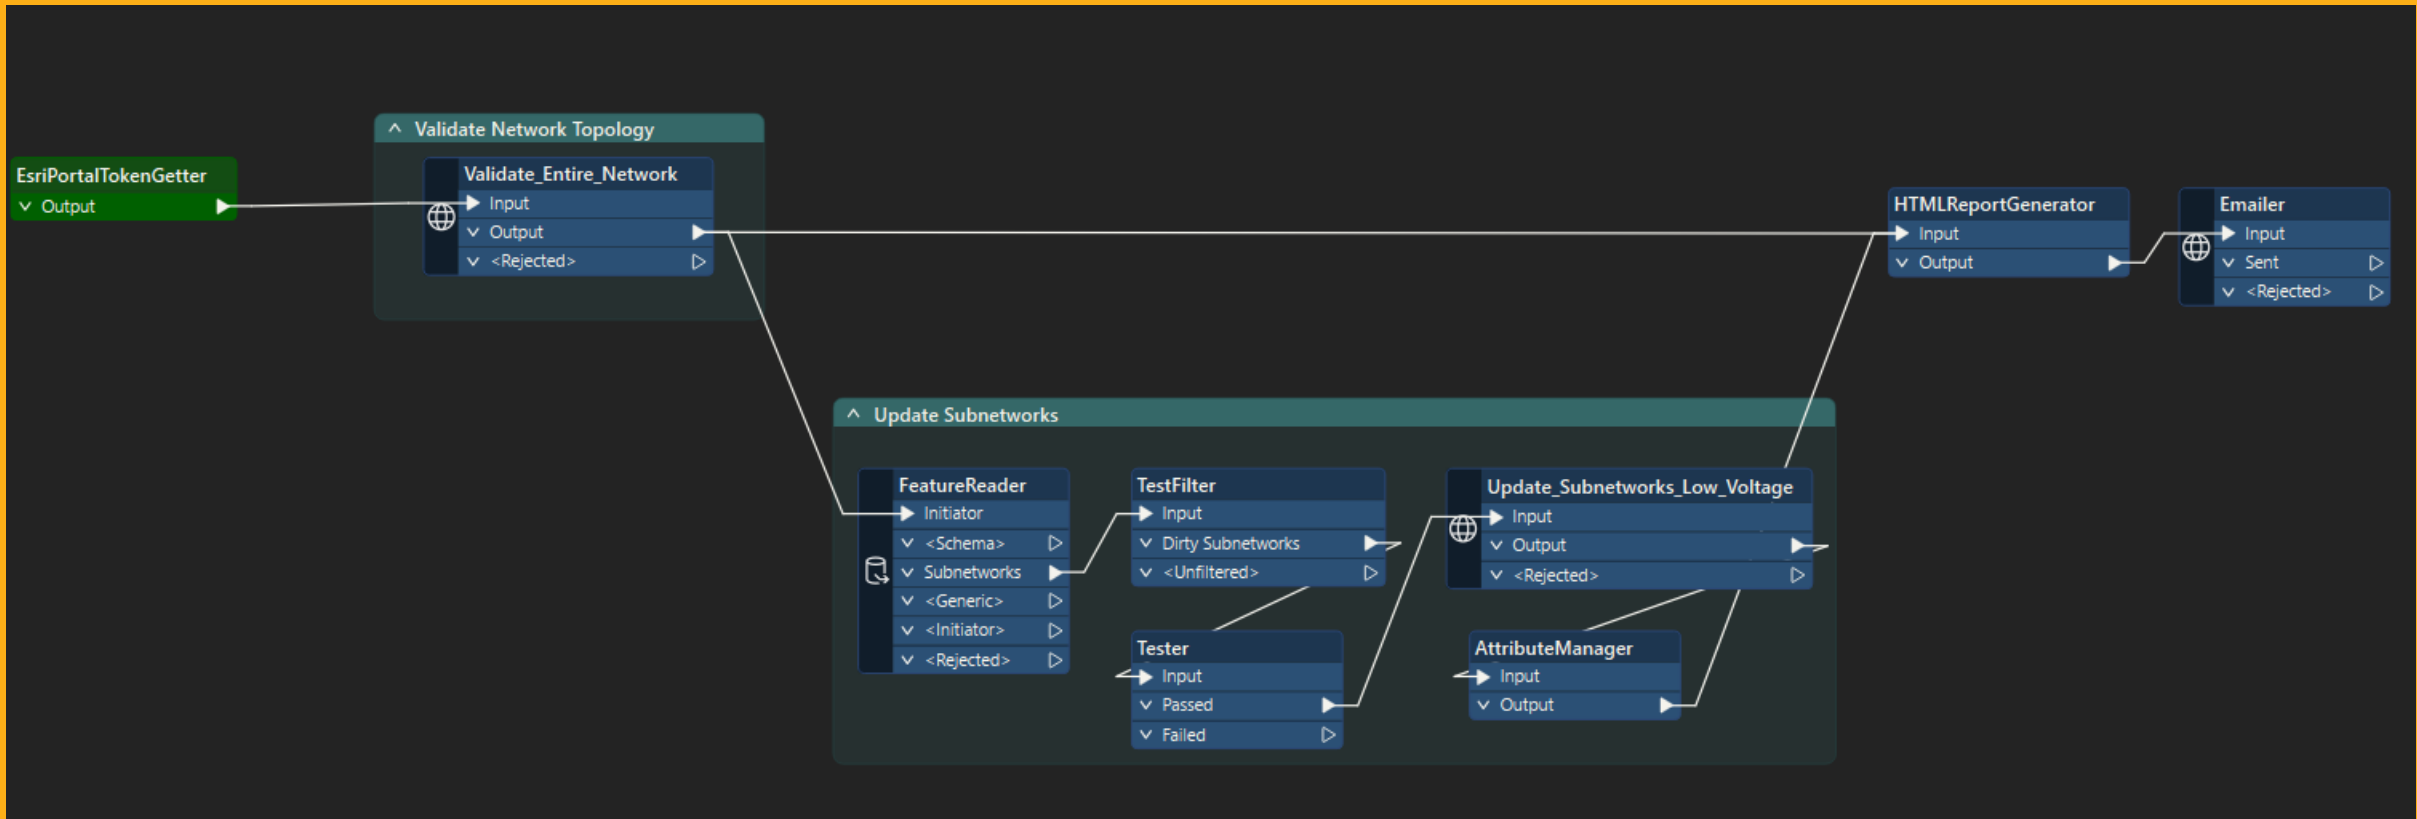 EsriPortalTokenGetter
Output
Validate Network Topology
Validate_Entire_Network
Input
Output
<Rejected>
HTMLReportGenerator
Input
Output
Emailer
Input
Sent
<Rejected>
Update Subnetworks
FeatureReader
Initiator
<Schema>
Subnetworks
<Generic>
<Initiator>
<Rejected>
TestFilter
Input
Dirty Subnetworks
<Unfiltered>
Tester
Input
Passed
Failed
Update_Subnetworks_Low_Voltage
Input
Output
<Rejected>
AttributeManager
Input
Output